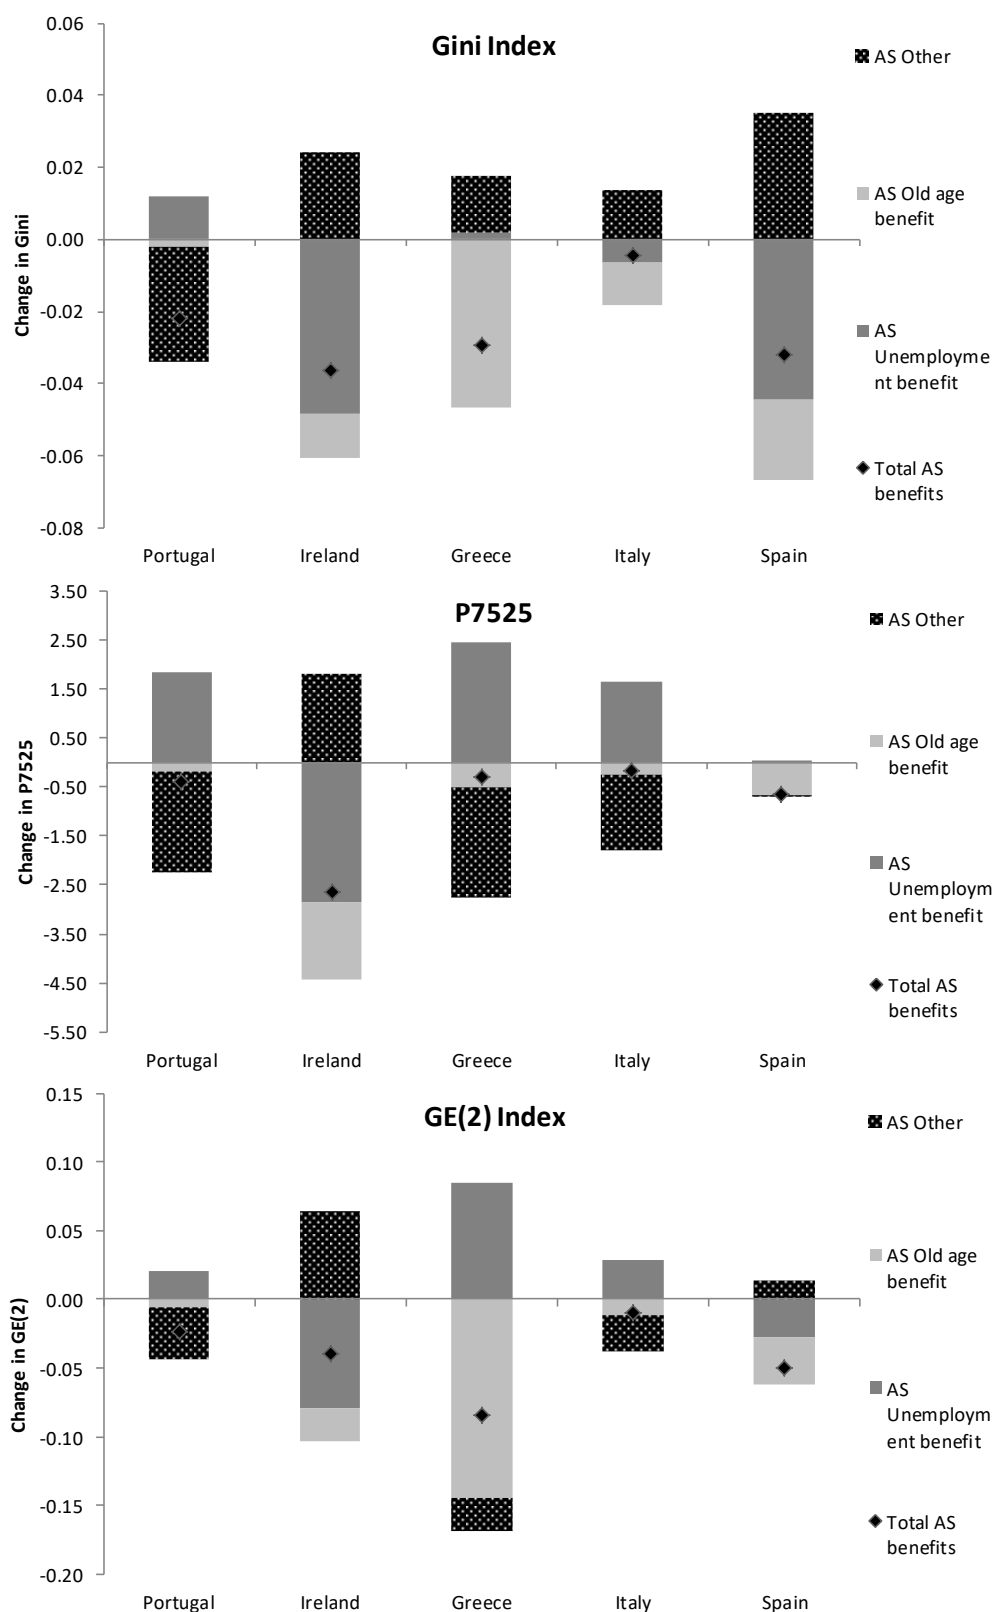 Gini Index
Change in Gini
0.06
0.04
0.02
0.00
-0.02
-0.04
-0.06
-0.08
Portugal
Ireland
Greece
Italy
Spain
AS Other
AS Old age
benefit
AS
Unemployme
nt benefit
Total AS
benefits
P7525
Change in P7525
3.50
2.50
1.50
0.50
-0.50
-1.50
-2.50
-3.50
-4.50
-5.50
Portugal
Ireland
Greece
Italy
Spain
AS Other
AS Old age
benefit
AS
Unemploym
ent benefit
Total AS
benefits
GE(2) Index
Change in GE(2)
0.15
0.10
0.05
0.00
-0.05
-0.10
-0.15
-0.20
Portugal
Ireland
Greece
Italy
Spain
AS Other
AS Old age
benefit
AS
Unemploym
ent benefit
Total AS
benefits